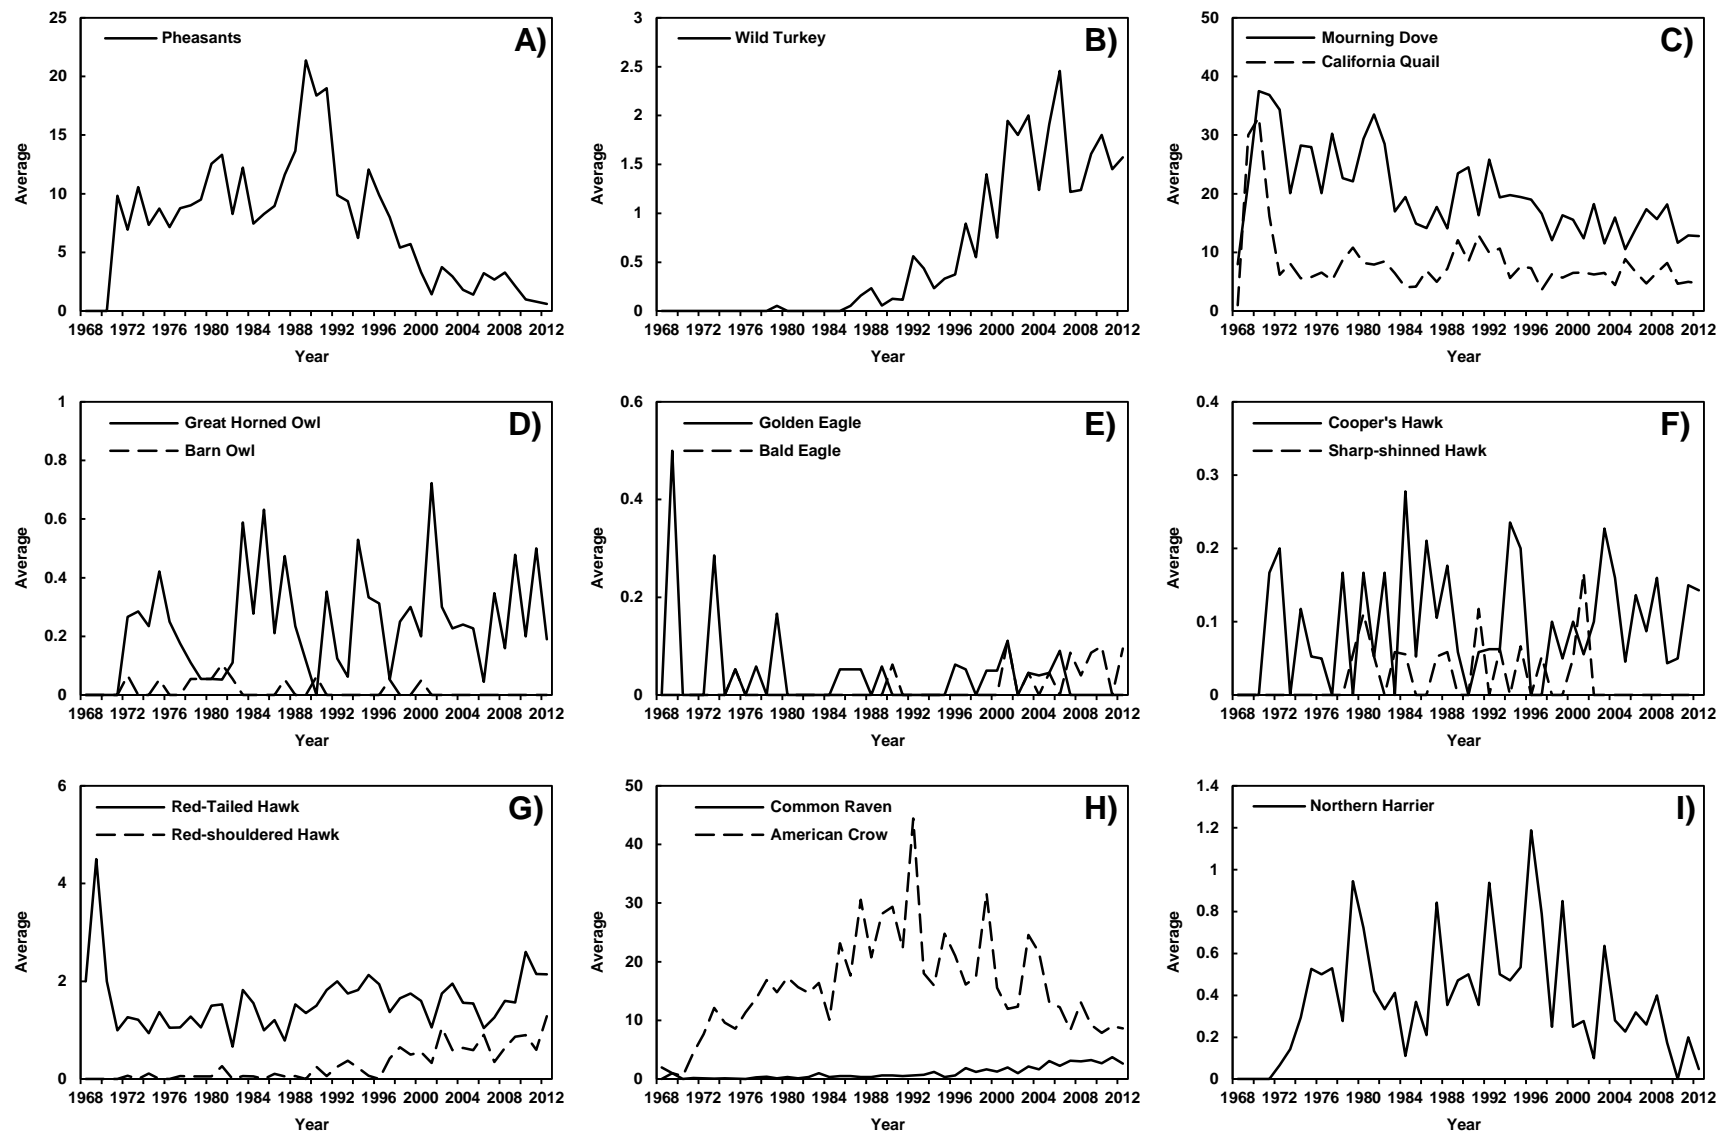 Pheasants
A)
25
20
15
10
5
0
Average
1968 1972 1976 1980 1984 1988 1992 1996 2000 2004 2008 2012
Year
Wild Turkey
B)
3
2.5
2
1.5
1
0.5
0
Average
1968 1972 1976 1980 1984 1988 1992 1996 2000 2004 2008 2012
Year
Mourning Dove
California Quail
C)
50
40
30
20
10
0
Average
1968 1972 1976 1980 1984 1988 1992 1996 2000 2004 2008 2012
Year
Great Horned Owl
Barn Owl
D)
1
0.8
0.6
0.4
0.2
0
Average
1968 1972 1976 1980 1984 1988 1992 1996 2000 2004 2008 2012
Year
Golden Eagle
Bald Eagle
E)
0.6
0.4
0.2
0
Average
1968 1972 1976 1980 1984 1988 1992 1996 2000 2004 2008 2012
Year
Cooper's Hawk
Sharp-shinned Hawk
F)
0.4
0.3
0.2
0.1
0
Average
1968 1972 1976 1980 1984 1988 1992 1996 2000 2004 2008 2012
Year
Red-Tailed Hawk
Red-shouldered Hawk
G)
6
4
2
0
Average
1968 1972 1976 1980 1984 1988 1992 1996 2000 2004 2008 2012
Year
Common Raven
American Crow
H)
50
40
30
20
10
0
Average
1968 1972 1976 1980 1984 1988 1992 1996 2000 2004 2008 2012
Year
Northern Harrier
I)
1.4
1.2
1
0.8
0.6
0.4
0.2
0
Average
1968 1972 1976 1980 1984 1988 1992 1996 2000 2004 2008 2012
Year